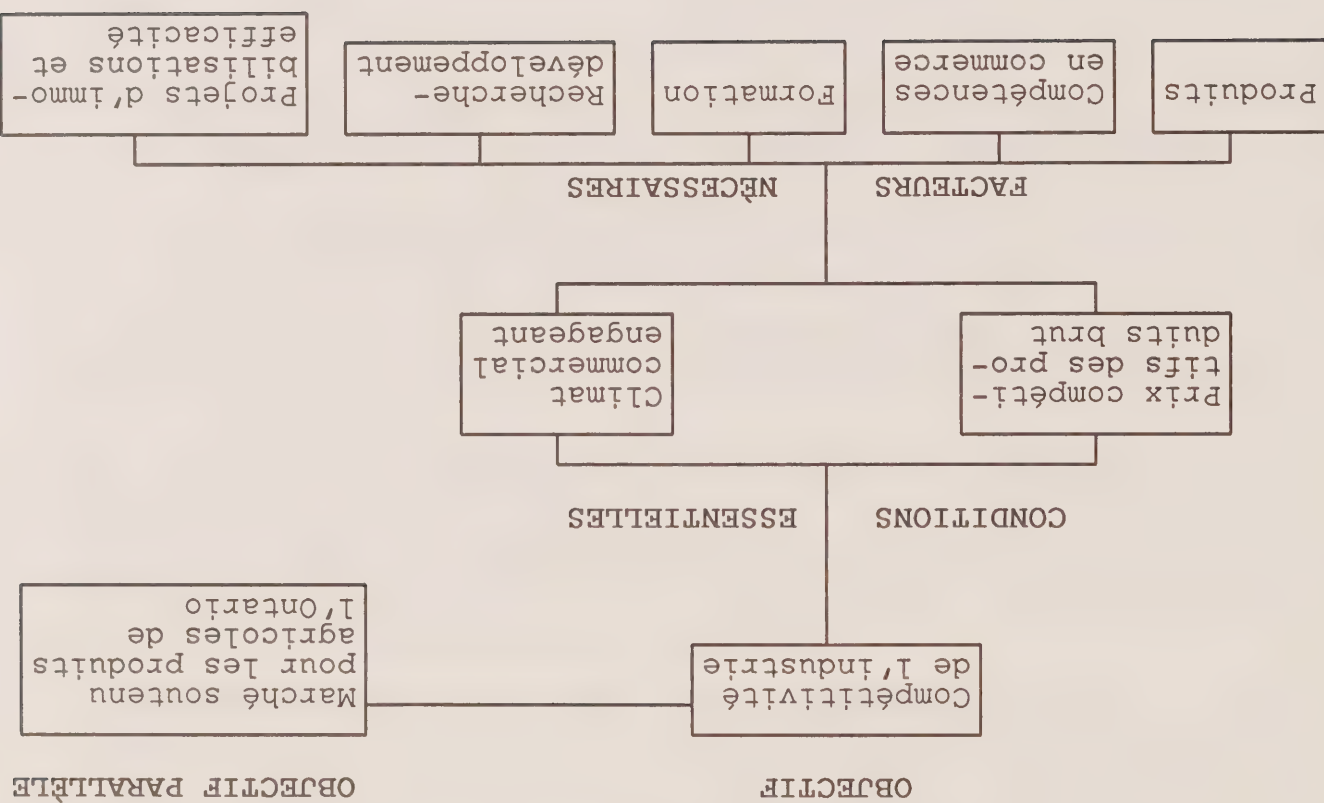 OBJECTIF
OBJECTIF PARALLÈLE
Compétitivité
de l'industrie
Marché soutenu
pour les produits
agricoles de
l'Ontario
CONDITIONS ESSENTIELLES
Prix compéti-
tifs des pro-
duits brut
Climat
commercial
engageant
FACTEURS NÈCESSAIRES
Produits
Compétences
en commerce
Formation
Recherche-
développement
Projets d'immo-
bilisations et
efficacité